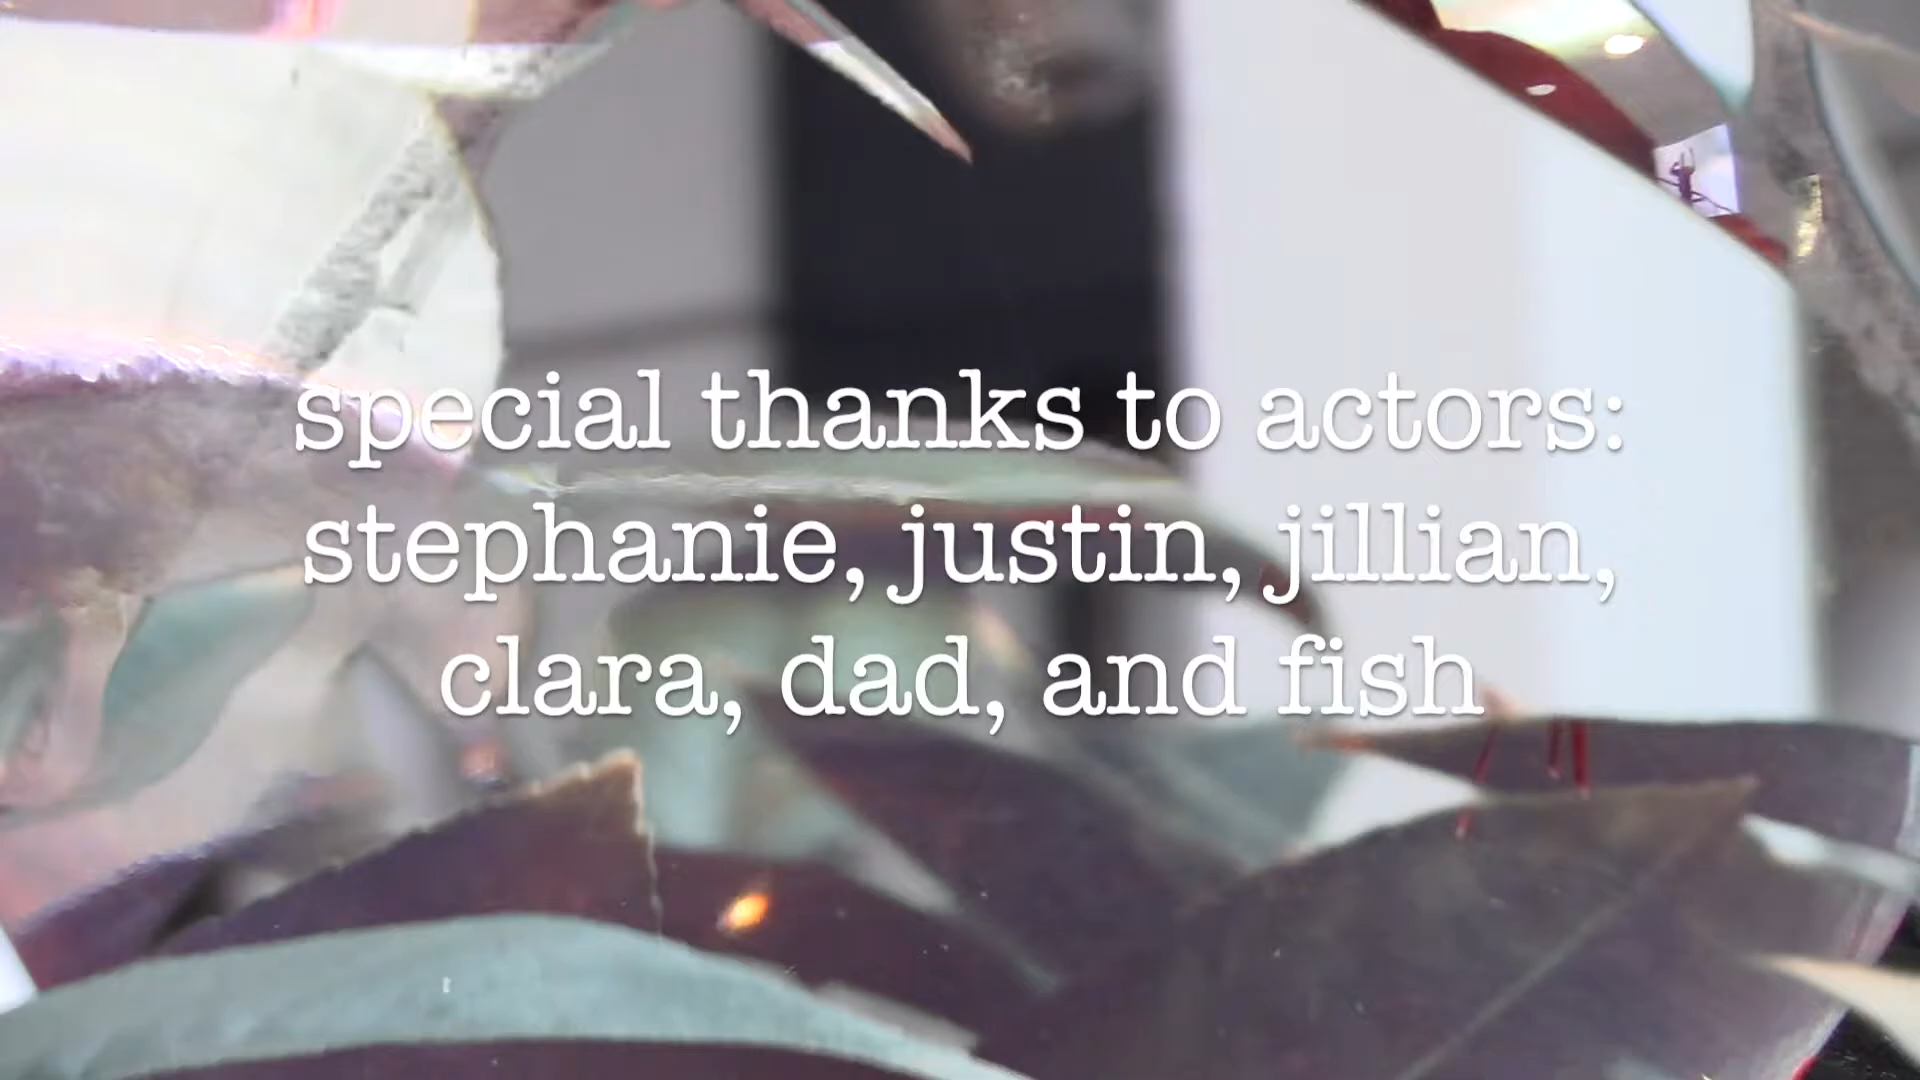 special thanks to actors:
stephanie, justin, jillian,
clara, dad, and fish